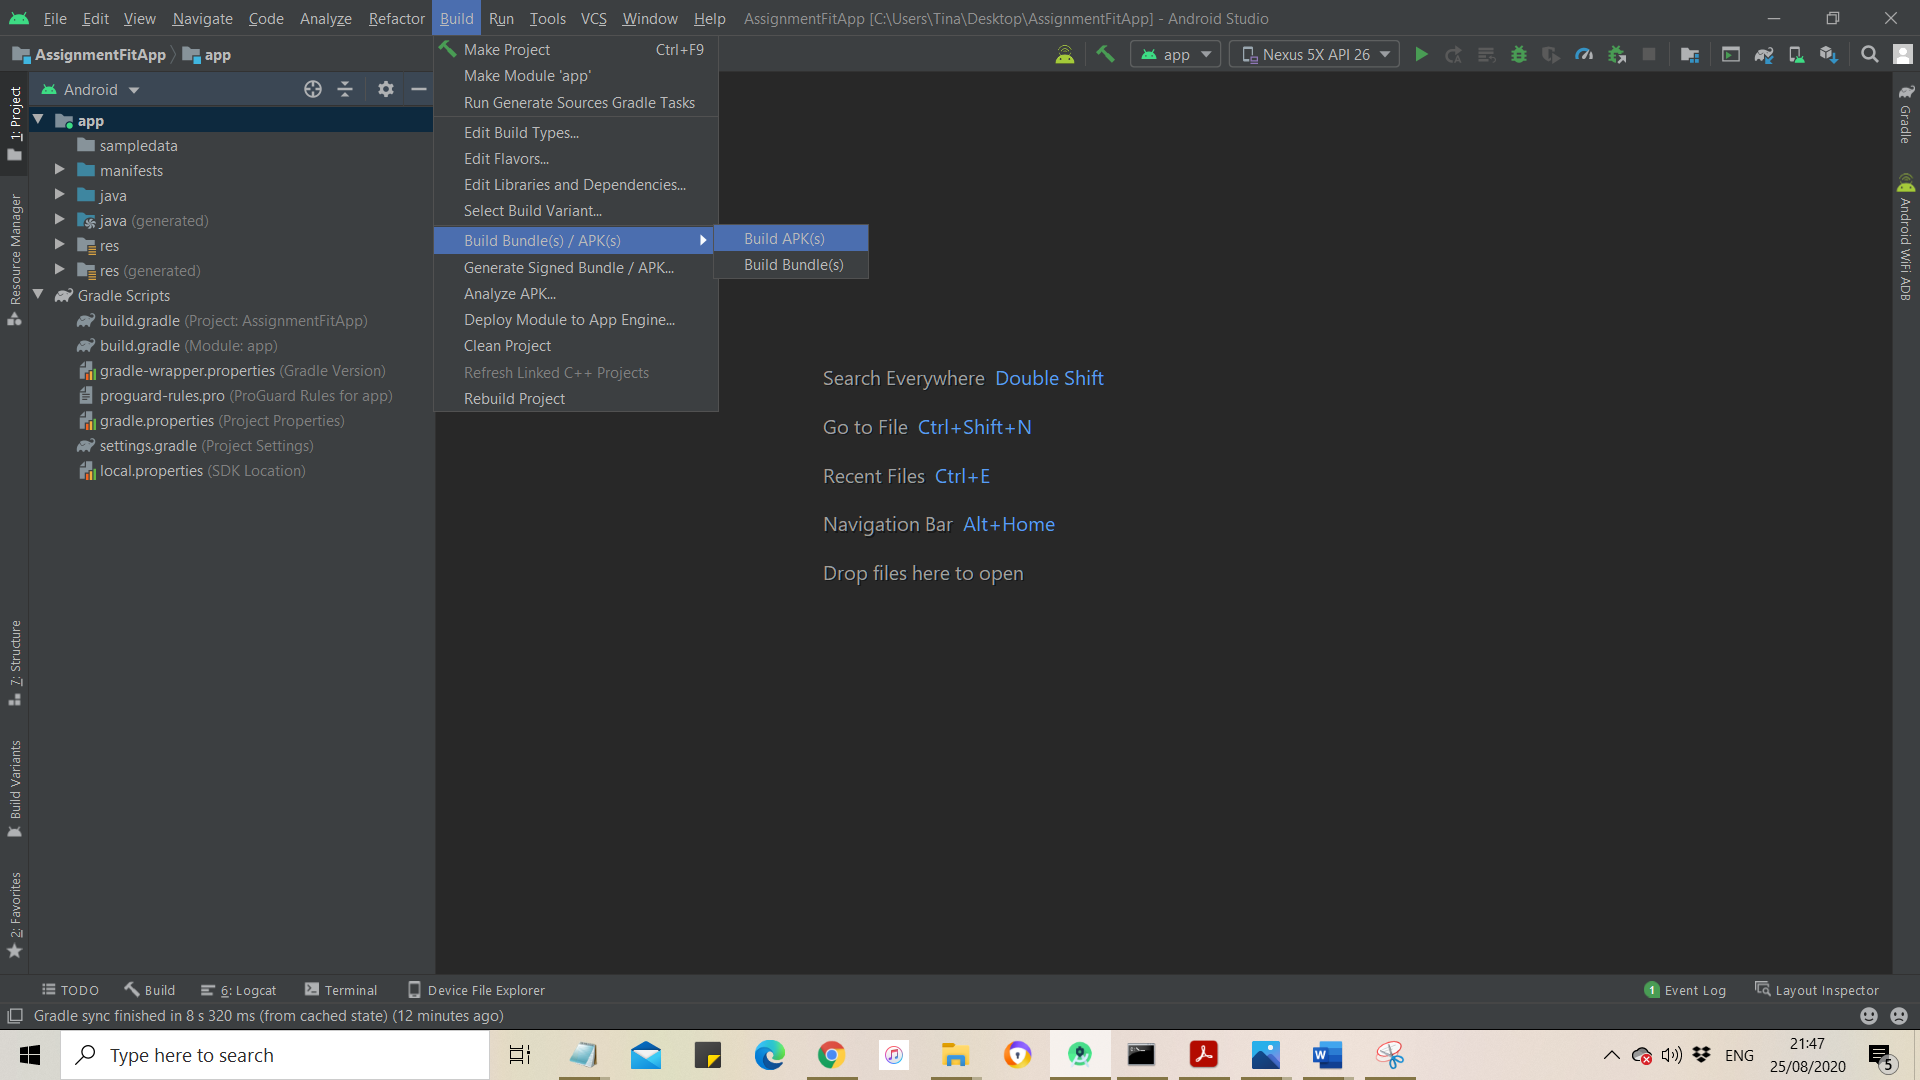 File Edit View Navigate Code Analyze Refactor Build Run Tools VCS Window Help AssignmentFitApp [C:\Users\Tina\Desktop\AssignmentFitApp] - Android Studio
AssignmentFitApp app
app
Nexus 5X API 26
Android
app
sampledata
manifests
java
java (generated)
res
res (generated)
Gradle Scripts
build.gradle (Project: AssignmentFitApp)
build.gradle (Module: app)
gradle-wrapper.properties (Gradle Version)
proguard-rules.pro (ProGuard Rules for app)
gradle.properties (Project Properties)
settings.gradle (Project Settings)
local.properties (SDK Location)
Make Project Ctrl+F9
Make Module 'app'
Run Generate Sources Gradle Tasks
Edit Build Types...
Edit Flavors...
Edit Libraries and Dependencies...
Select Build Variant...
Build Bundle(s) / APK(s)
Generate Signed Bundle / APK...
Analyze APK...
Deploy Module to App Engine...
Clean Project
Refresh Linked C++ Projects
Rebuild Project
Build APK(s)
Build Bundle(s)
Search Everywhere Double Shift
Go to File Ctrl+Shift+N
Recent Files Ctrl+E
Navigation Bar Alt+Home
Drop files here to open
1: Project
Resource Manager
7: Structure
Build Variants
2: Favorites
Gradle
Android WiFi ADB
TODO Build 6: Logcat Terminal Device File Explorer
1 Event Log Layout Inspector
Gradle sync finished in 8 s 320 ms (from cached state) (12 minutes ago)
Type here to search
ENG
21:47
25/08/2020
5